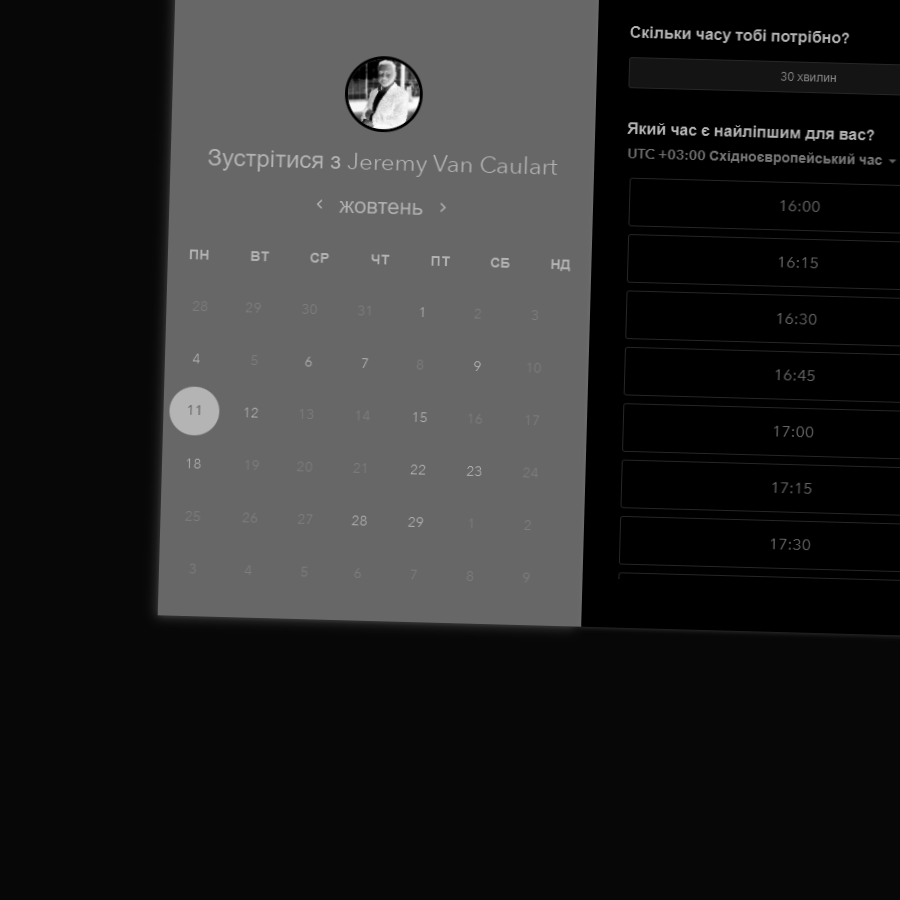 Зустрітися з Jeremy Van Caulart
‹ жовтень ›
ПН ВТ СР ЧТ ПТ СБ НД
28 29 30 31 1 2 3
4 5 6 7 8 9 10
11 12 13 14 15 16 17
18 19 20 21 22 23 24
25 26 27 28 29 1 2
3 4 5 6 7 8 9
Скільки часу тобі потрібно?
30 хвилин
Який час є найліпшим для вас?
UTC +03:00 Східноєвропейський час
16:00
16:15
16:30
16:45
17:00
17:15
17:30